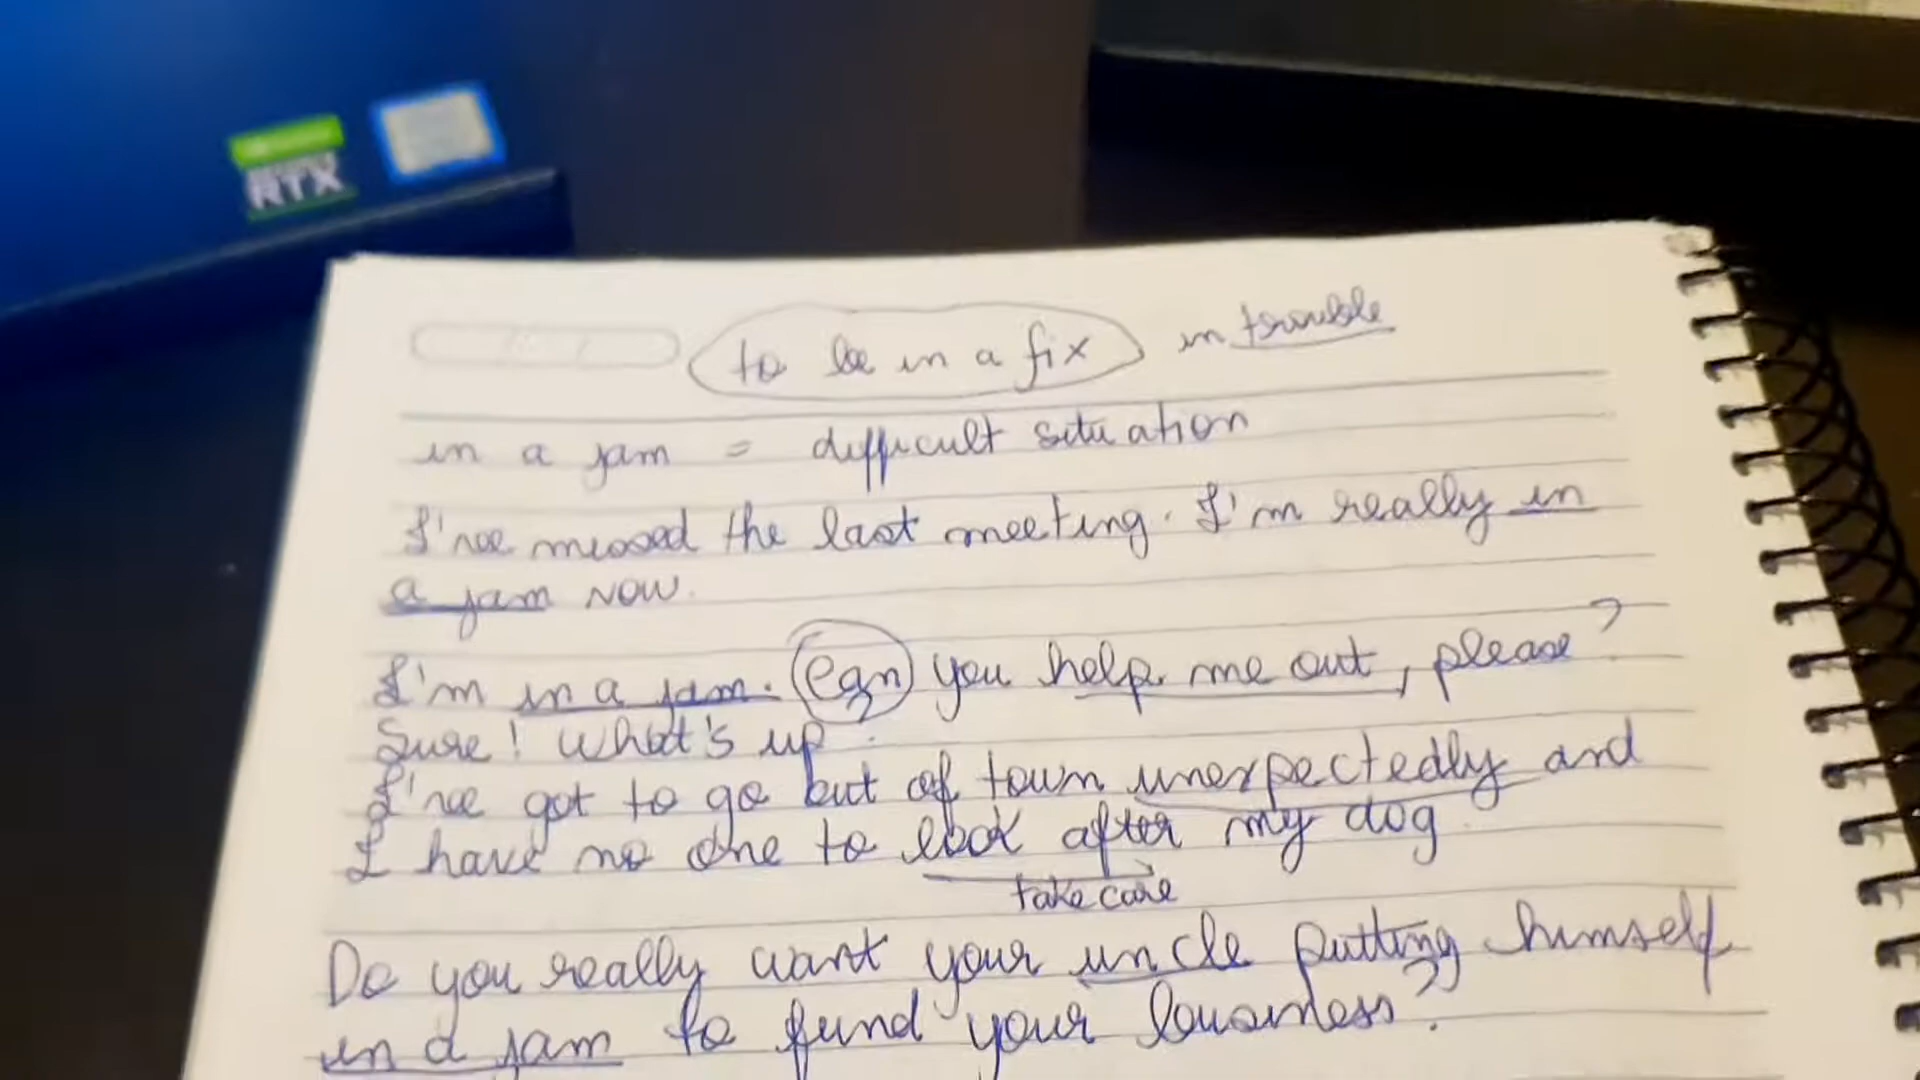 RTX
to be in a fix in trouble
in a jam = difficult situation
I've missed the last meeting. I'm really in
a jam now.
I'm in a jam. Can you help me out, please?
Sure! What's up?
I've got to go out of town unexpectedly and
I have no one to look after my dog.
take care
Do you really want your uncle putting himself
in a jam to fund your lousiness?